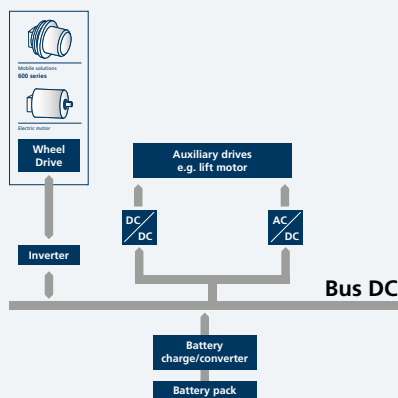 Mobile solutions
600 series
Electric motor
Wheel
Drive
Auxiliary drives
e.g. lift motor
DC
DC
AC
DC
Inverter
Bus DC
Battery
charge/converter
Battery pack